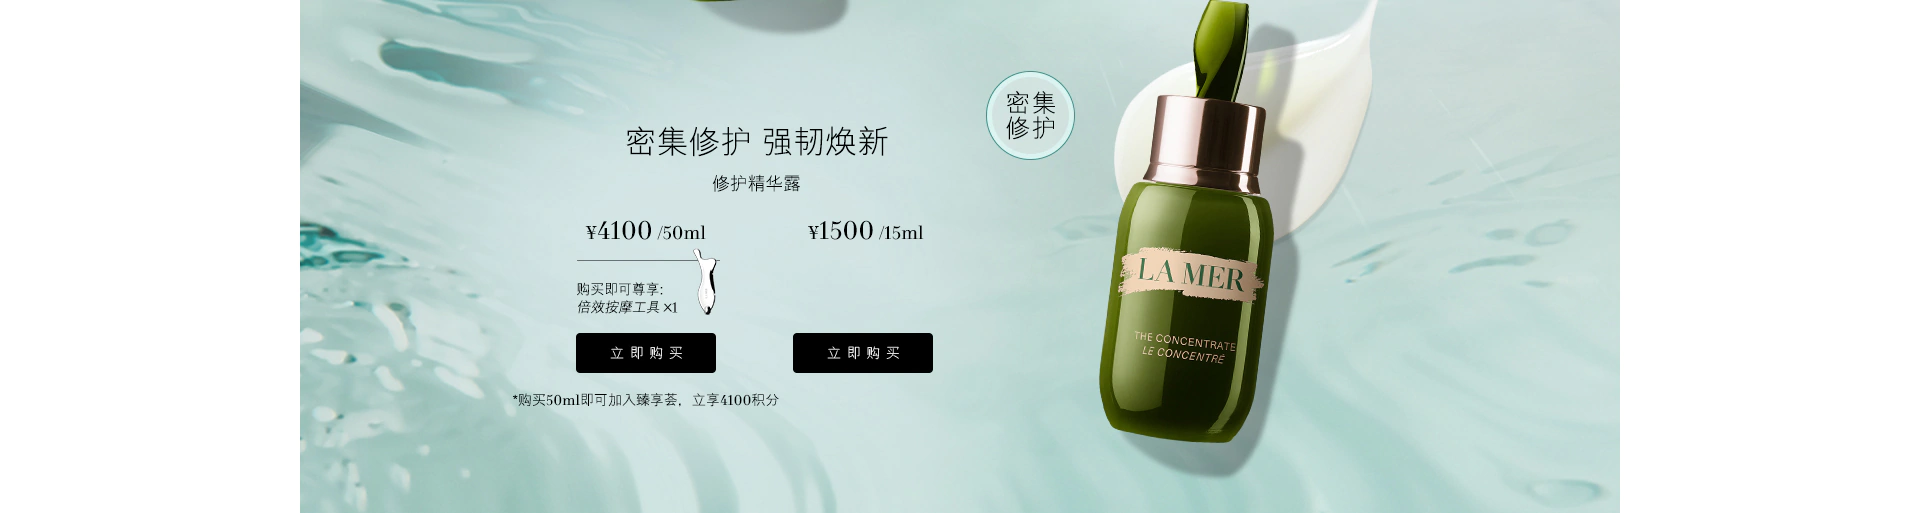 密集修护 强韧焕新
修护精华露
¥4100 /50ml
¥1500 /15ml
购买即可尊享:
倍效按摩工具 ×1
立即购买
立即购买
*购买50ml即可加入臻享荟，立享4100积分
密集
修护
LA MER
THE CONCENTRATE
LE CONCENTRÉ